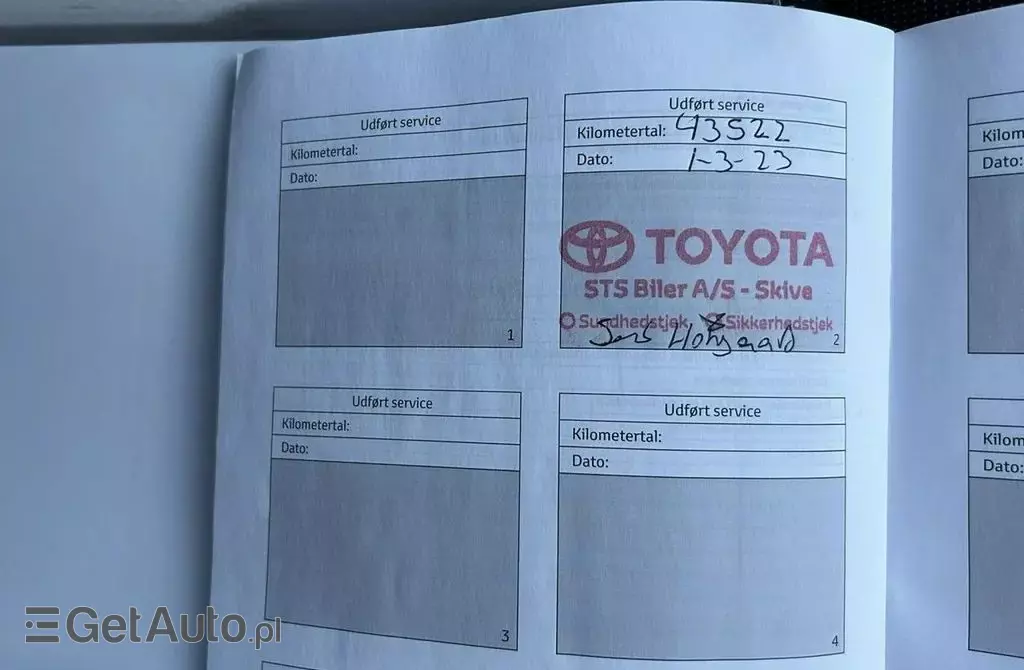 Udført service
Kilometertal:
Dato:
1
Udført service
Kilometertal: 43522
Dato: 1-3-23
TOYOTA
STS Biler A/S - Skive
Sundhedstjek Sikkerhedstjek
2
Udført service
Kilometertal:
Dato:
3
Udført service
Kilometertal:
Dato:
4
Kilom
Dato:
Kilom
Dato:
GetAuto.pl